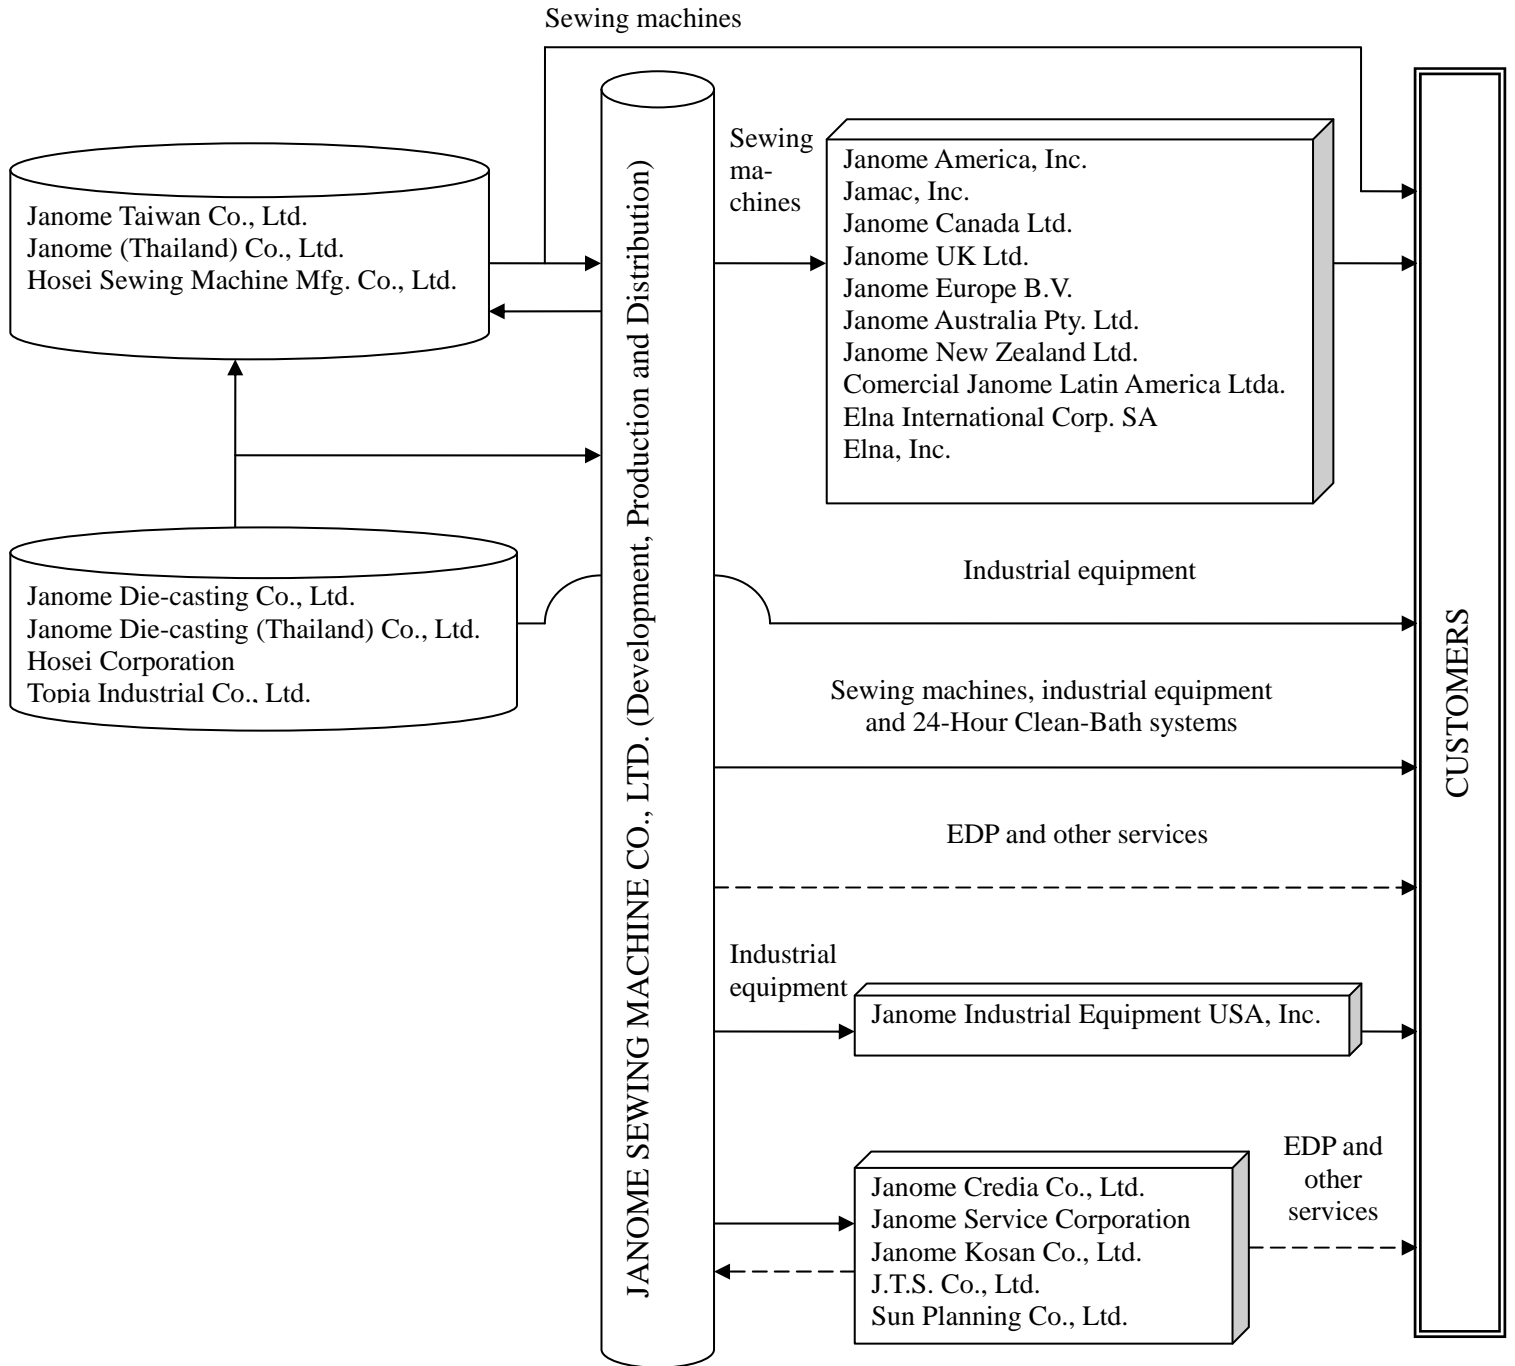 Sewing machines
Janome Taiwan Co., Ltd.
Janome (Thailand) Co., Ltd.
Hosei Sewing Machine Mfg. Co., Ltd.
Janome Die-casting Co., Ltd.
Janome Die-casting (Thailand) Co., Ltd.
Hosei Corporation
Topia Industrial Co., Ltd.
JANOME SEWING MACHINE CO., LTD. (Development, Production and Distribution)
Sewing
ma-
chines
Janome America, Inc.
Jamac, Inc.
Janome Canada Ltd.
Janome UK Ltd.
Janome Europe B.V.
Janome Australia Pty. Ltd.
Janome New Zealand Ltd.
Comercial Janome Latin America Ltda.
Elna International Corp. SA
Elna, Inc.
Industrial equipment
Sewing machines, industrial equipment
and 24-Hour Clean-Bath systems
EDP and other services
Industrial
equipment
Janome Industrial Equipment USA, Inc.
Janome Credia Co., Ltd.
Janome Service Corporation
Janome Kosan Co., Ltd.
J.T.S. Co., Ltd.
Sun Planning Co., Ltd.
EDP and
other
services
CUSTOMERS